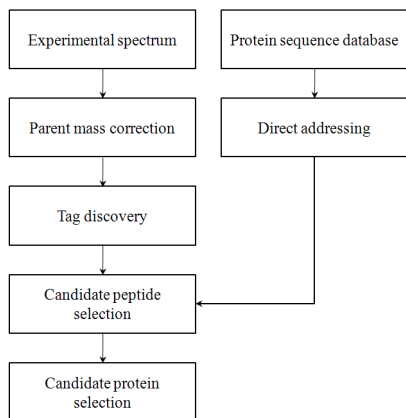 Experimental spectrum
Protein sequence database
Parent mass correction
Direct addressing
Tag discovery
Candidate peptide
selection
Candidate protein
selection